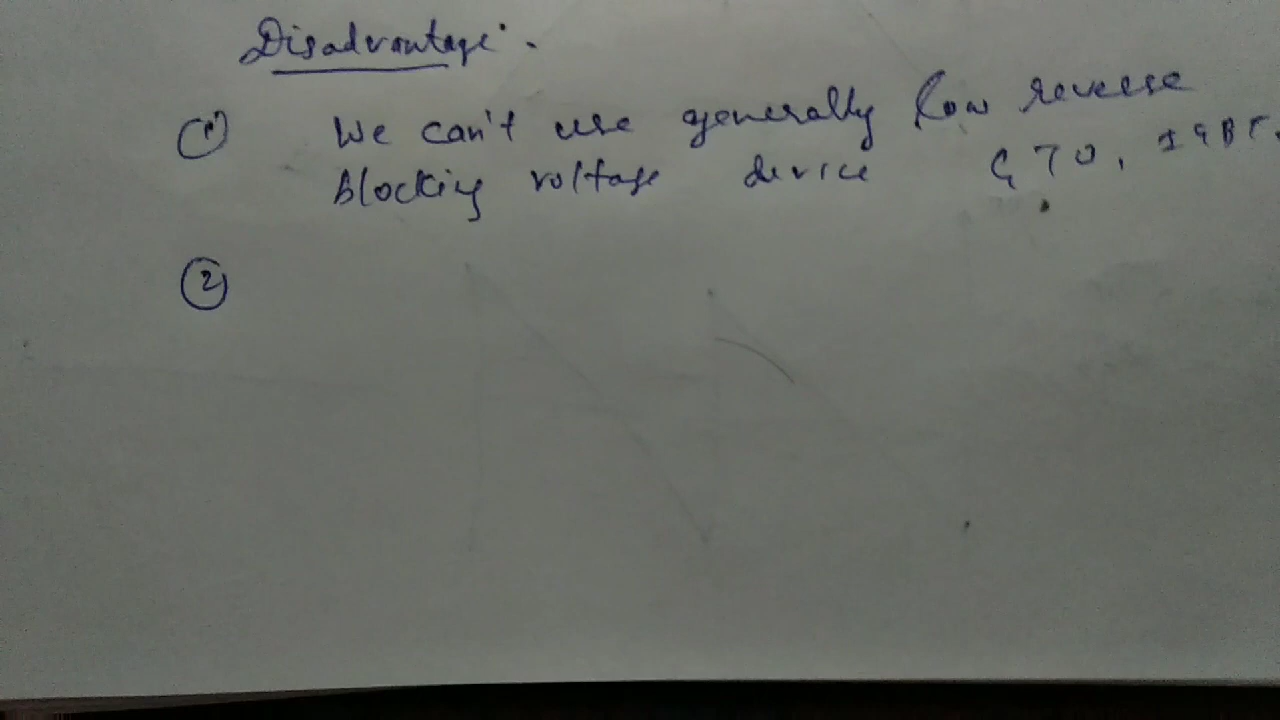 Disadvantage.
(1) We can't use generally low reverse
blocking voltage device GTO, IGBT.
(2)